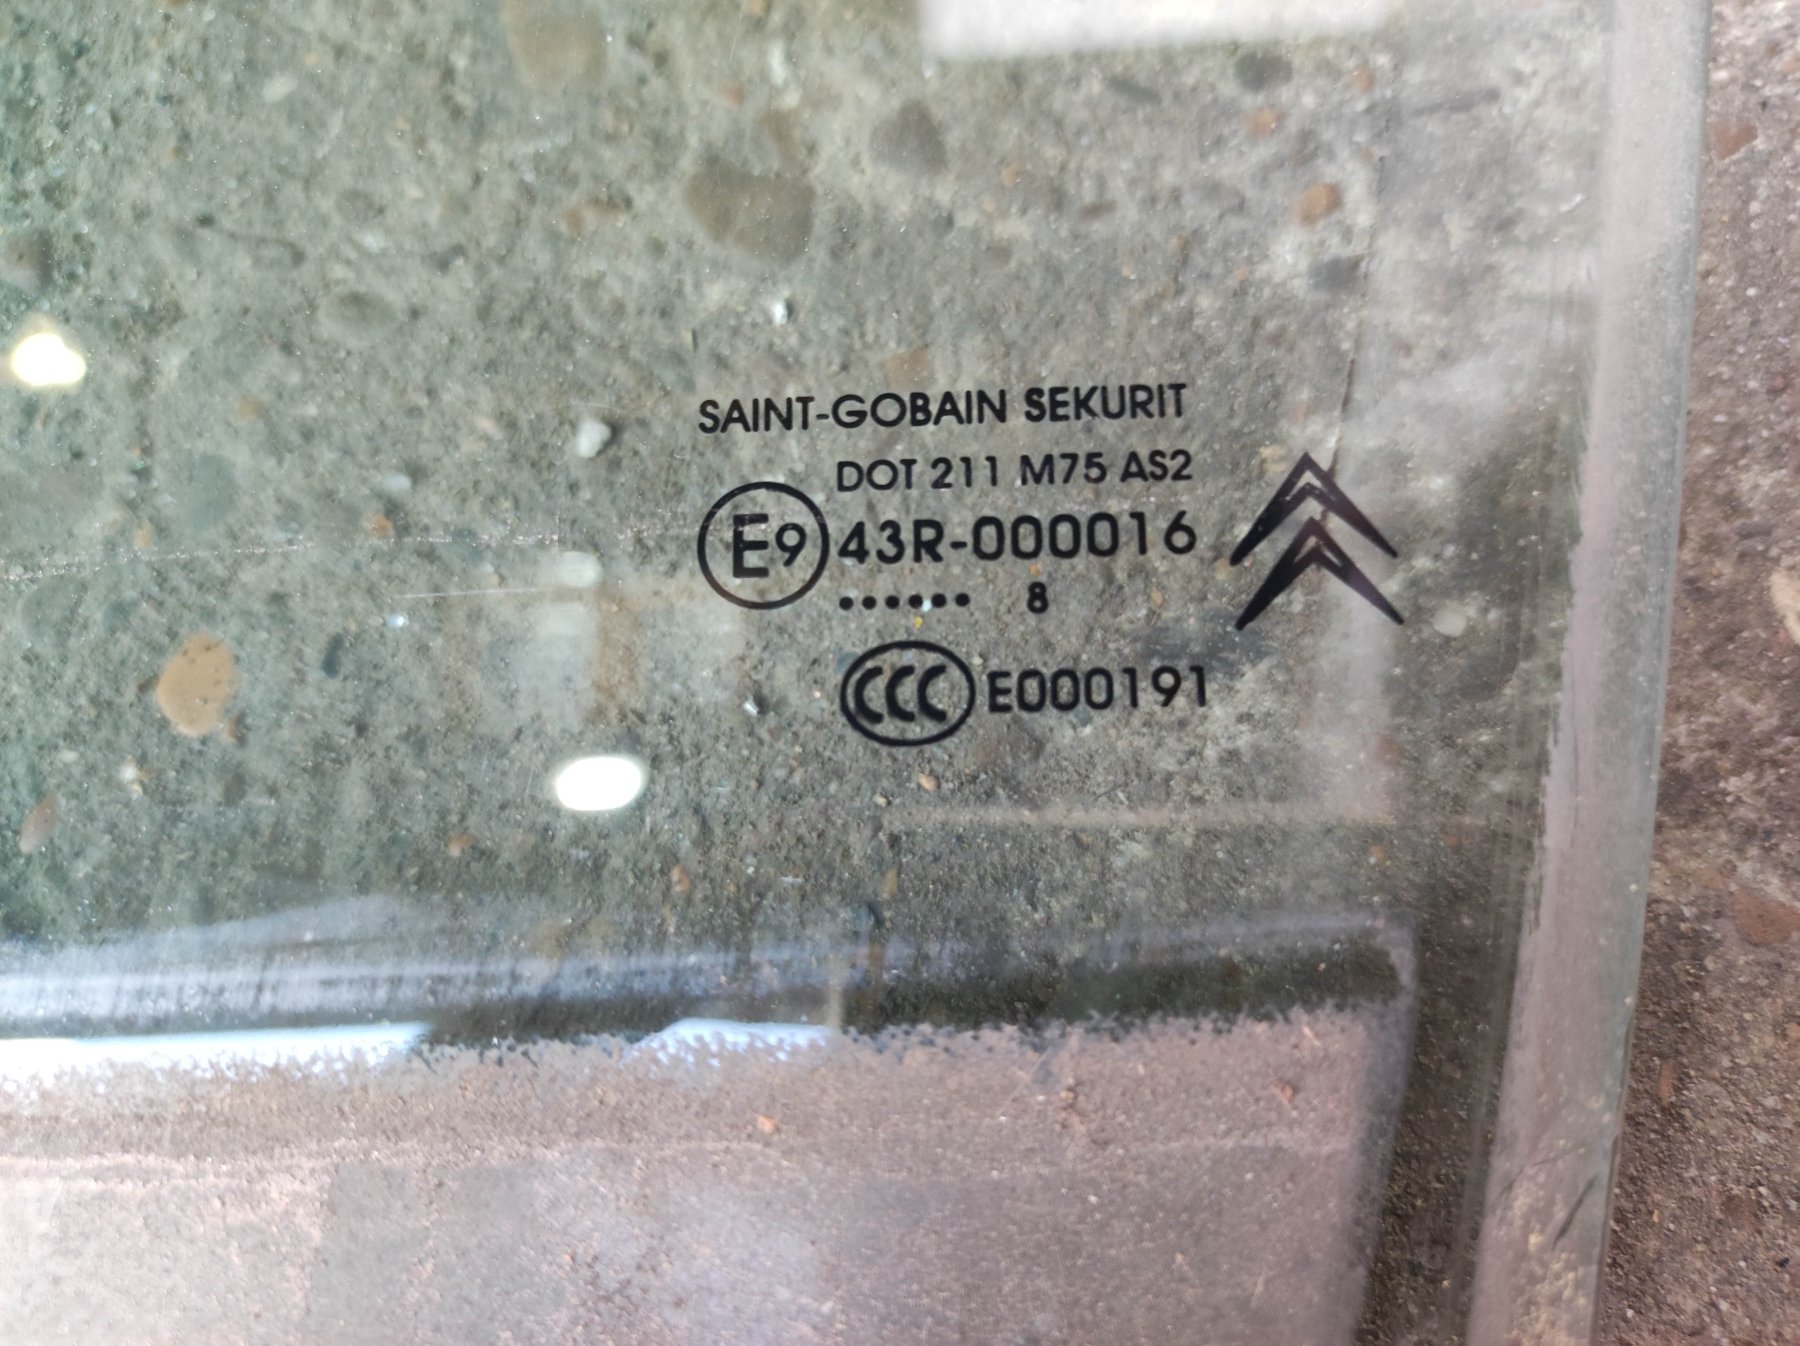 SAINT-GOBAIN SEKURIT
DOT 211 M75 AS2
E9 43R-000016
...... 8
CCC E000191